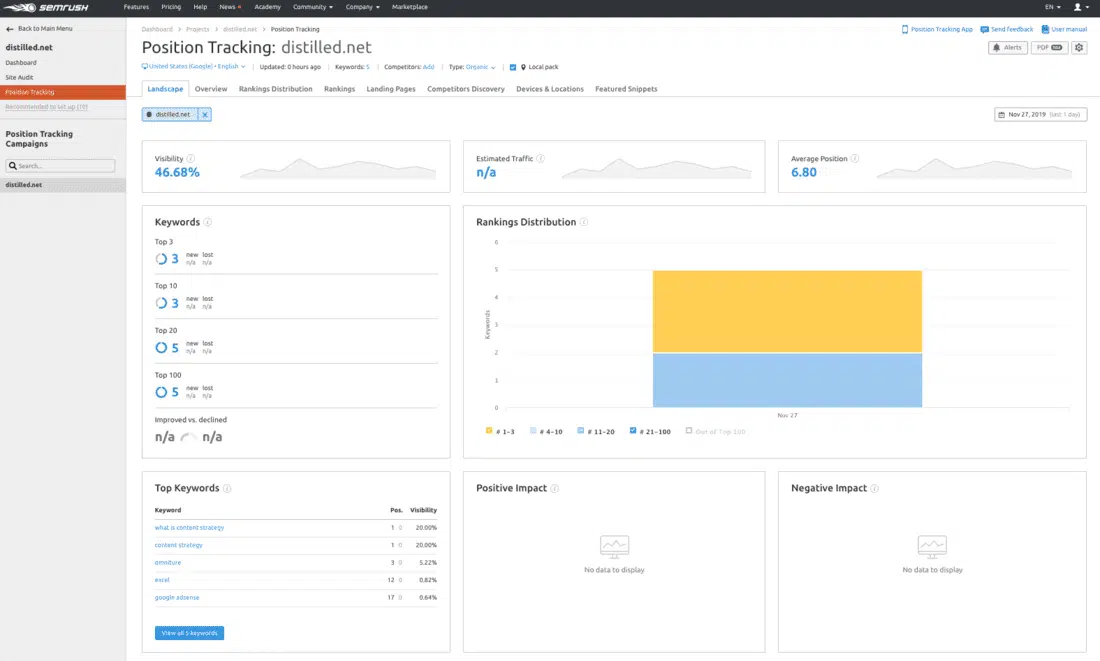 SEMRUSH
Features Pricing Help News Academy Community Company Marketplace EN
Back to Main Menu
distilled.net
Dashboard
Site Audit
Position Tracking
Recommended to set up (11)
Position Tracking
Campaigns
Search...
distilled.net
Dashboard > Projects > distilled.net > Position Tracking
Position Tracking App Send feedback User manual
Position Tracking: distilled.net
Alerts PDF
United States (Google) • English | Updated: 0 hours ago | Keywords: 5 | Competitors: Add | Type: Organic | Local pack
Landscape Overview Rankings Distribution Rankings Landing Pages Competitors Discovery Devices & Locations Featured Snippets
distilled.net x
Nov 27, 2019 (last 1 day)
Visibility
46.68%
Estimated Traffic
n/a
Average Position
6.80
Keywords
Top 3
3 new n/a lost n/a
Top 10
3 new n/a lost n/a
Top 20
5 new n/a lost n/a
Top 100
5 new n/a lost n/a
Improved vs. declined
n/a n/a
Rankings Distribution
Keywords
6
5
4
3
2
1
0
Nov 27
# 1-3 # 4-10 # 11-20 # 21-100 Out of Top 100
Top Keywords
Keyword Pos. Visibility
what is content strategy 1 0 20.00%
content strategy 1 0 20.00%
omniture 3 0 5.22%
excel 12 0 0.82%
google adsense 17 0 0.64%
View all 5 keywords
Positive Impact
No data to display
Negative Impact
No data to display